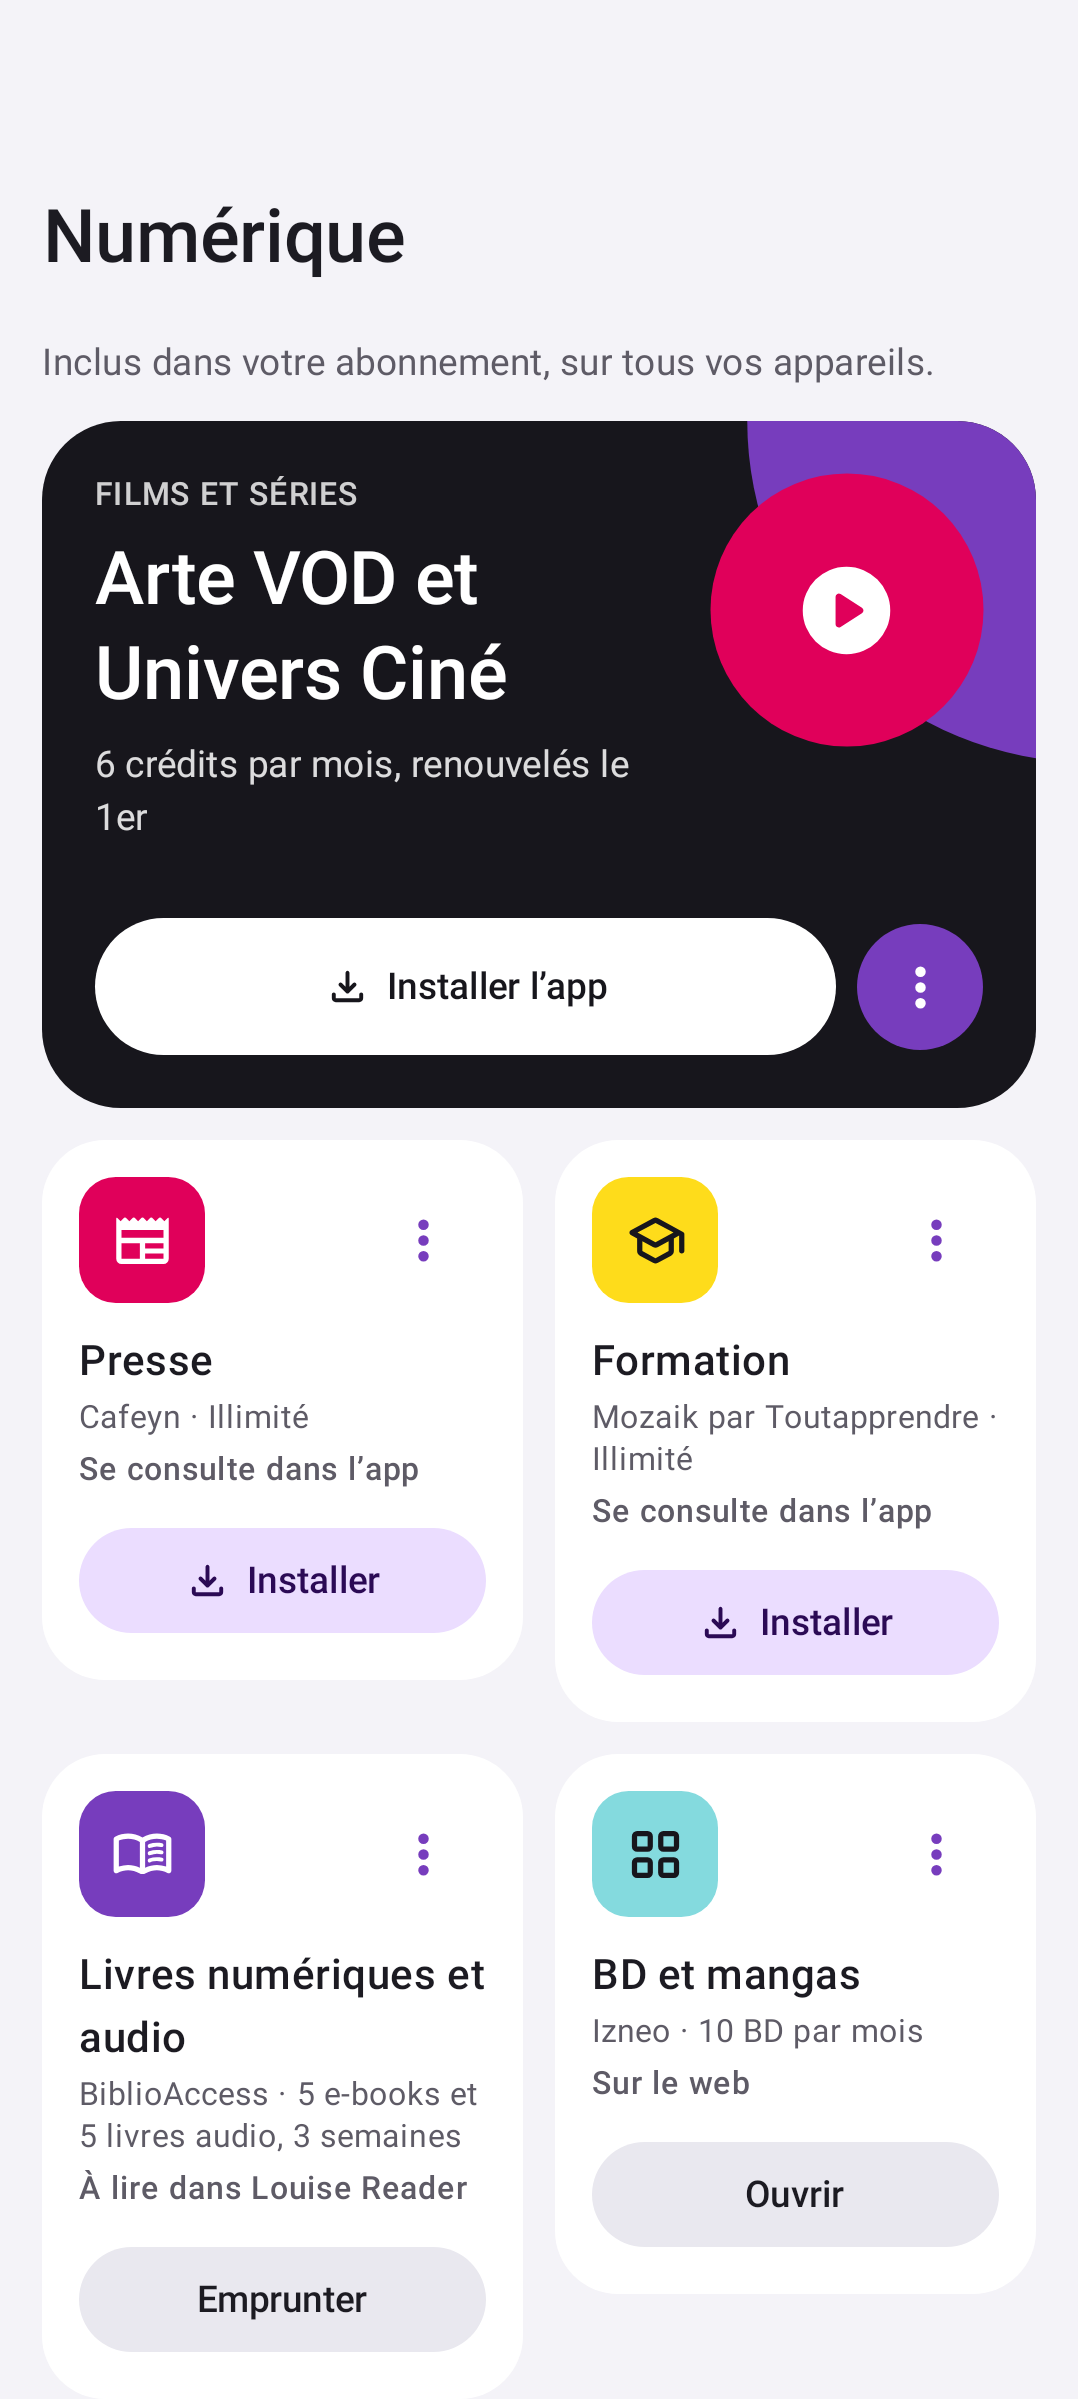 Numérique
Inclus dans votre abonnement, sur tous vos appareils.
FILMS ET SÉRIES
Arte VOD et
Univers Ciné
6 crédits par mois, renouvelés le
1er
Installer l’app
Presse
Cafeyn · Illimité
Se consulte dans l’app
Installer
Formation
Mozaik par Toutapprendre ·
Illimité
Se consulte dans l’app
Installer
Livres numériques et
audio
BiblioAccess · 5 e-books et
5 livres audio, 3 semaines
À lire dans Louise Reader
Emprunter
BD et mangas
Izneo · 10 BD par mois
Sur le web
Ouvrir